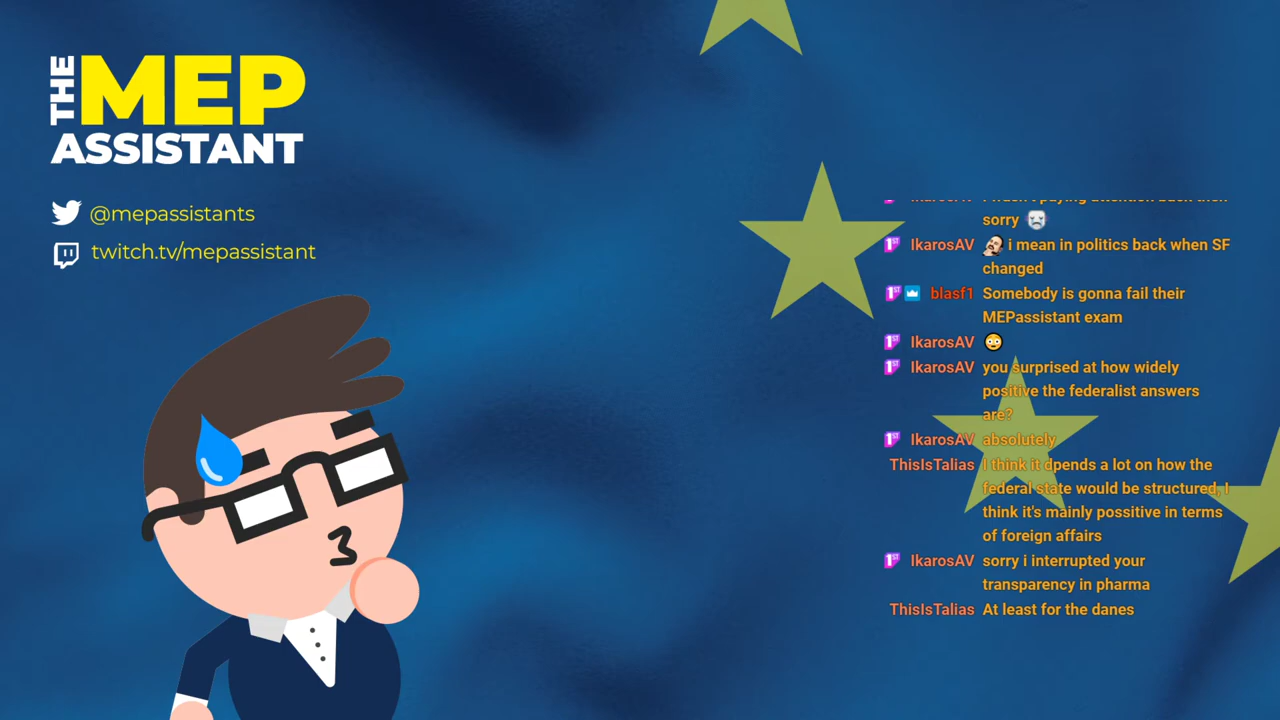 THE
MEP
ASSISTANT
@mepassistants
twitch.tv/mepassistant
sorry
IkarosAV i mean in politics back when SF
changed
blasf1 Somebody is gonna fail their
MEPassistant exam
IkarosAV
IkarosAV you surprised at how widely
positive the federalist answers
are?
IkarosAV absolutely
ThisIsTalias I think it dpends a lot on how the
federal state would be structured, I
think it's mainly possitive in terms
of foreign affairs
IkarosAV sorry i interrupted your
transparency in pharma
ThisIsTalias At least for the danes